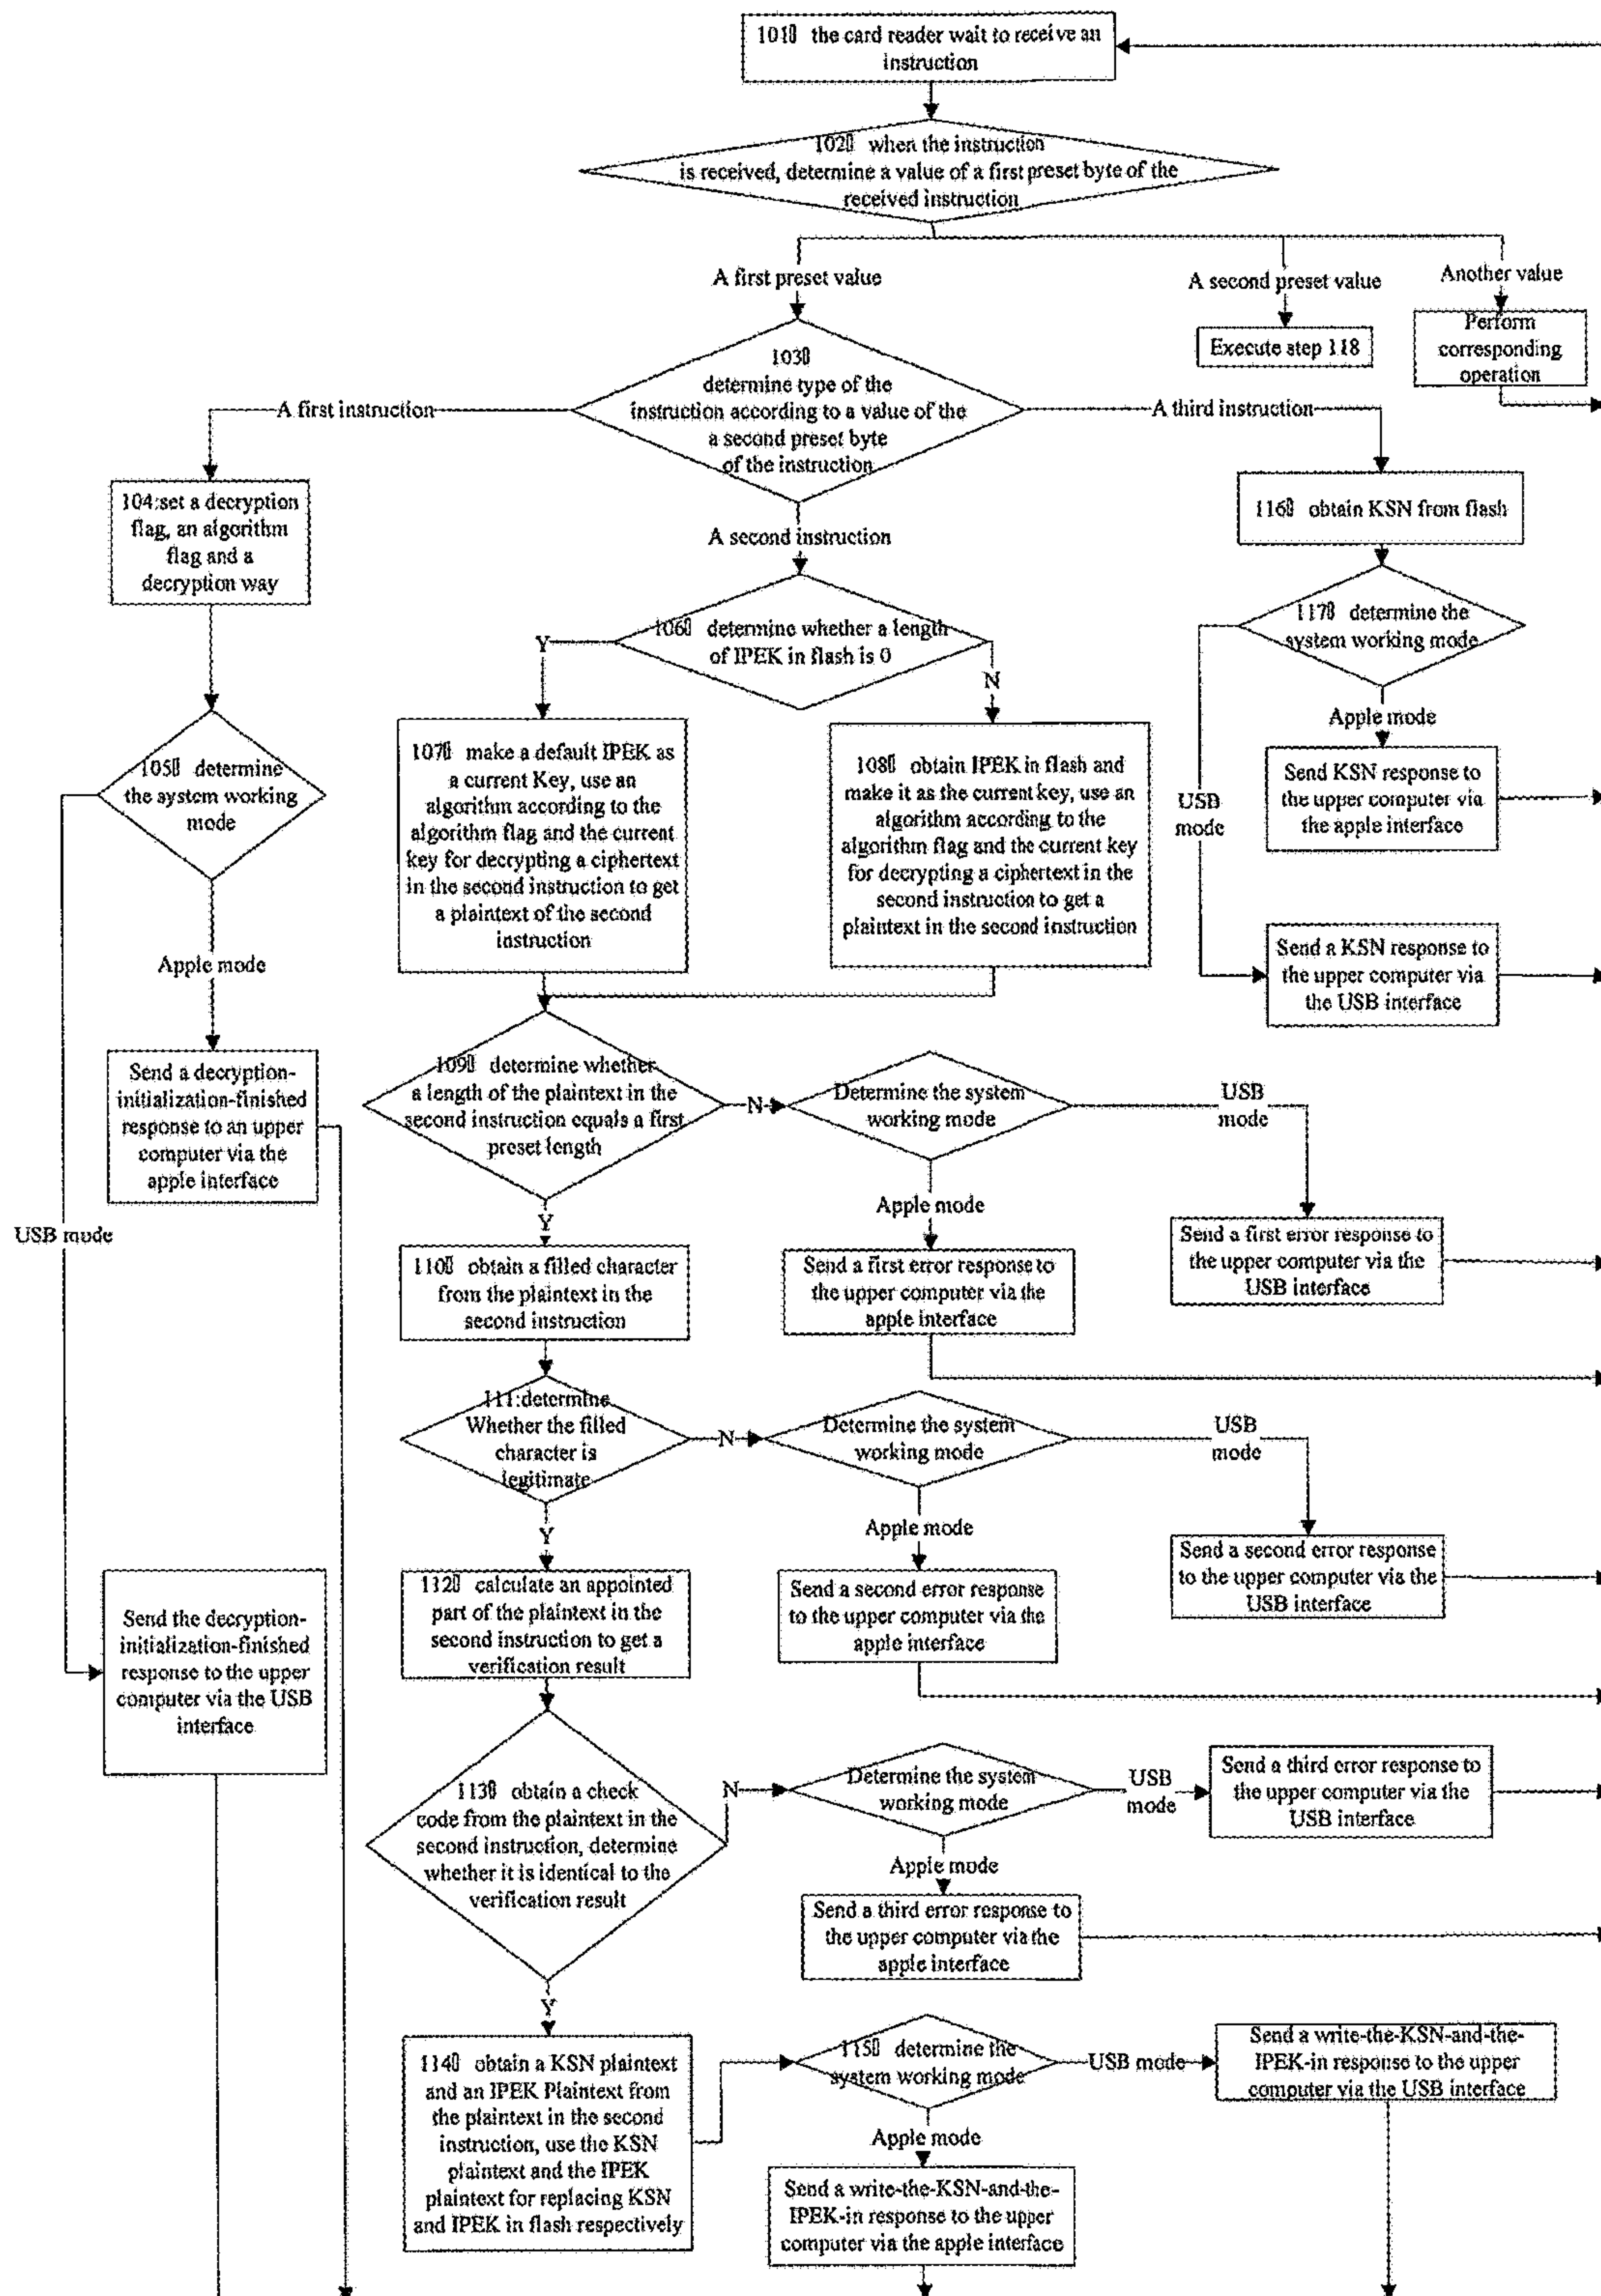 101 the card reader wait to receive an
instruction
102 when the instruction
is received, determine a value of a first preset byte of the
received instruction
A first preset value
A second preset value
Another value
Execute step 118
Perform
corresponding
operation
103
determine type of the
instruction according to a value of the
a second preset byte
of the instruction
A first instruction
A third instruction
A second instruction
104:set a decryption
flag, an algorithm
flag and a
decryption way
116 obtain KSN from flash
106 determine whether a length
of IPEK in flash is 0
Y
N
117 determine the
system working mode
Apple mode
USB
mode
105 determine
the system working
mode
107 make a default IPEK as
a current Key, use an
algorithm according to the
algorithm flag and the current
key for decrypting a ciphertext
in the second instruction to get
a plaintext of the second
instruction
108 obtain IPEK in flash and
make it as the current key, use an
algorithm according to the
algorithm flag and the current key
for decrypting a ciphertext in the
second instruction to get a
plaintext in the second instruction
Send KSN response to
the upper computer via
the apple interface
Send a KSN response to
the upper computer via
the USB interface
Apple mode
Send a decryption-
initialization-finished
response to an upper
computer via the
apple interface
USB mode
109 determine whether
a length of the plaintext in the
second instruction equals a first
preset length
N
Determine the system
working mode
USB
mode
Apple mode
Y
Send a first error response to
the upper computer via the
USB interface
Send a first error response to
the upper computer via the
apple interface
110 obtain a filled character
from the plaintext in the
second instruction
111:determine
Whether the filled
character is
legitimate
N
Determine the system
working mode
USB
mode
Apple mode
Y
Send a second error response
to the upper computer via the
USB interface
Send a second error response
to the upper computer via the
apple interface
112 calculate an appointed
part of the plaintext in the
second instruction to get a
verification result
Send the decryption-
initialization-finished
response to the upper
computer via the USB
interface
113 obtain a check
code from the plaintext in the
second instruction, determine
whether it is identical to the
verification result
N
Determine the system
working mode
USB
mode
Send a third error response to
the upper computer via the
USB interface
Apple mode
Send a third error response to
the upper computer via the
apple interface
Y
114 obtain a KSN plaintext
and an IPEK Plaintext from
the plaintext in the second
instruction, use the KSN
plaintext and the IPEK
plaintext for replacing KSN
and IPEK in flash respectively
115 determine the
system working mode
USB mode
Send a write-the-KSN-and-the-
IPEK-in response to the upper
computer via the USB interface
Apple mode
Send a write-the-KSN-and-the-
IPEK-in response to the upper
computer via the apple interface